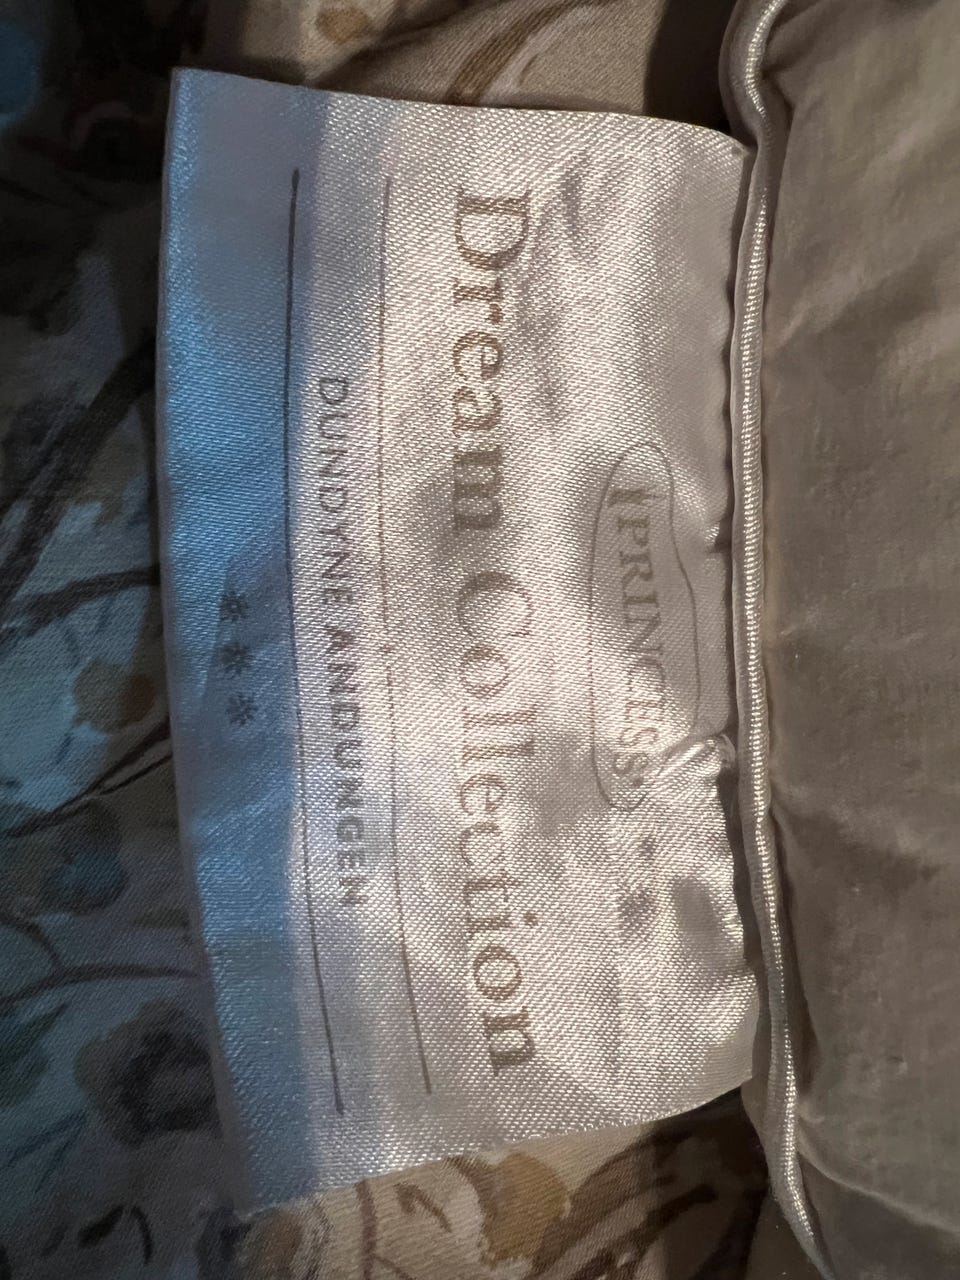 PRINCESS
Dream Collection
DUNDYNE ANDUNGEN
***